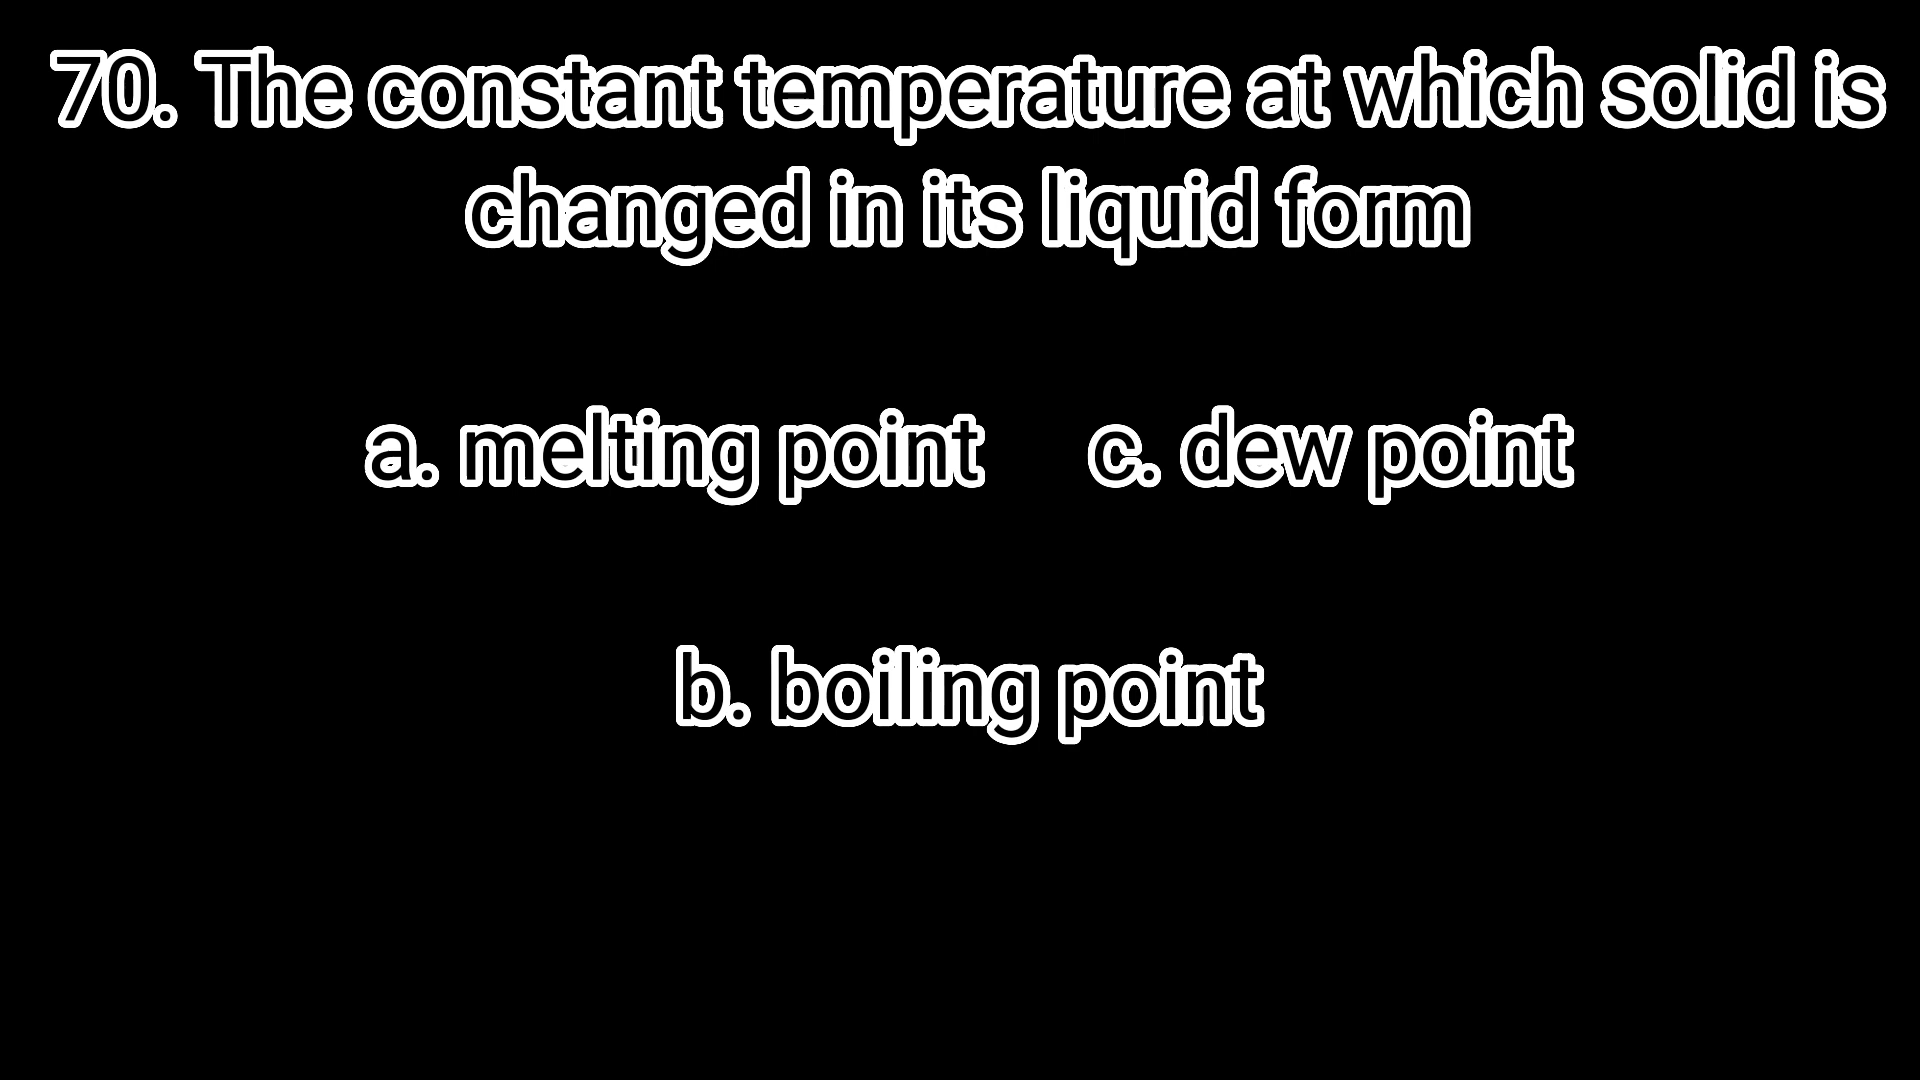 70. The constant temperature at which solid is
changed in its liquid form
a. melting point c. dew point
b. boiling point